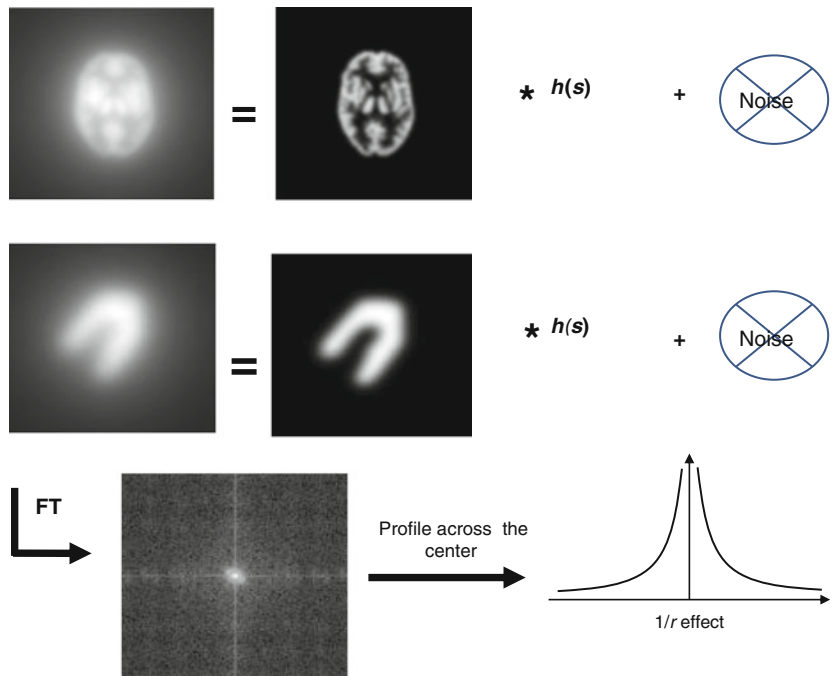 = * h(s) + Noise
= * h(s) + Noise
FT
Profile across the
center
1/r effect